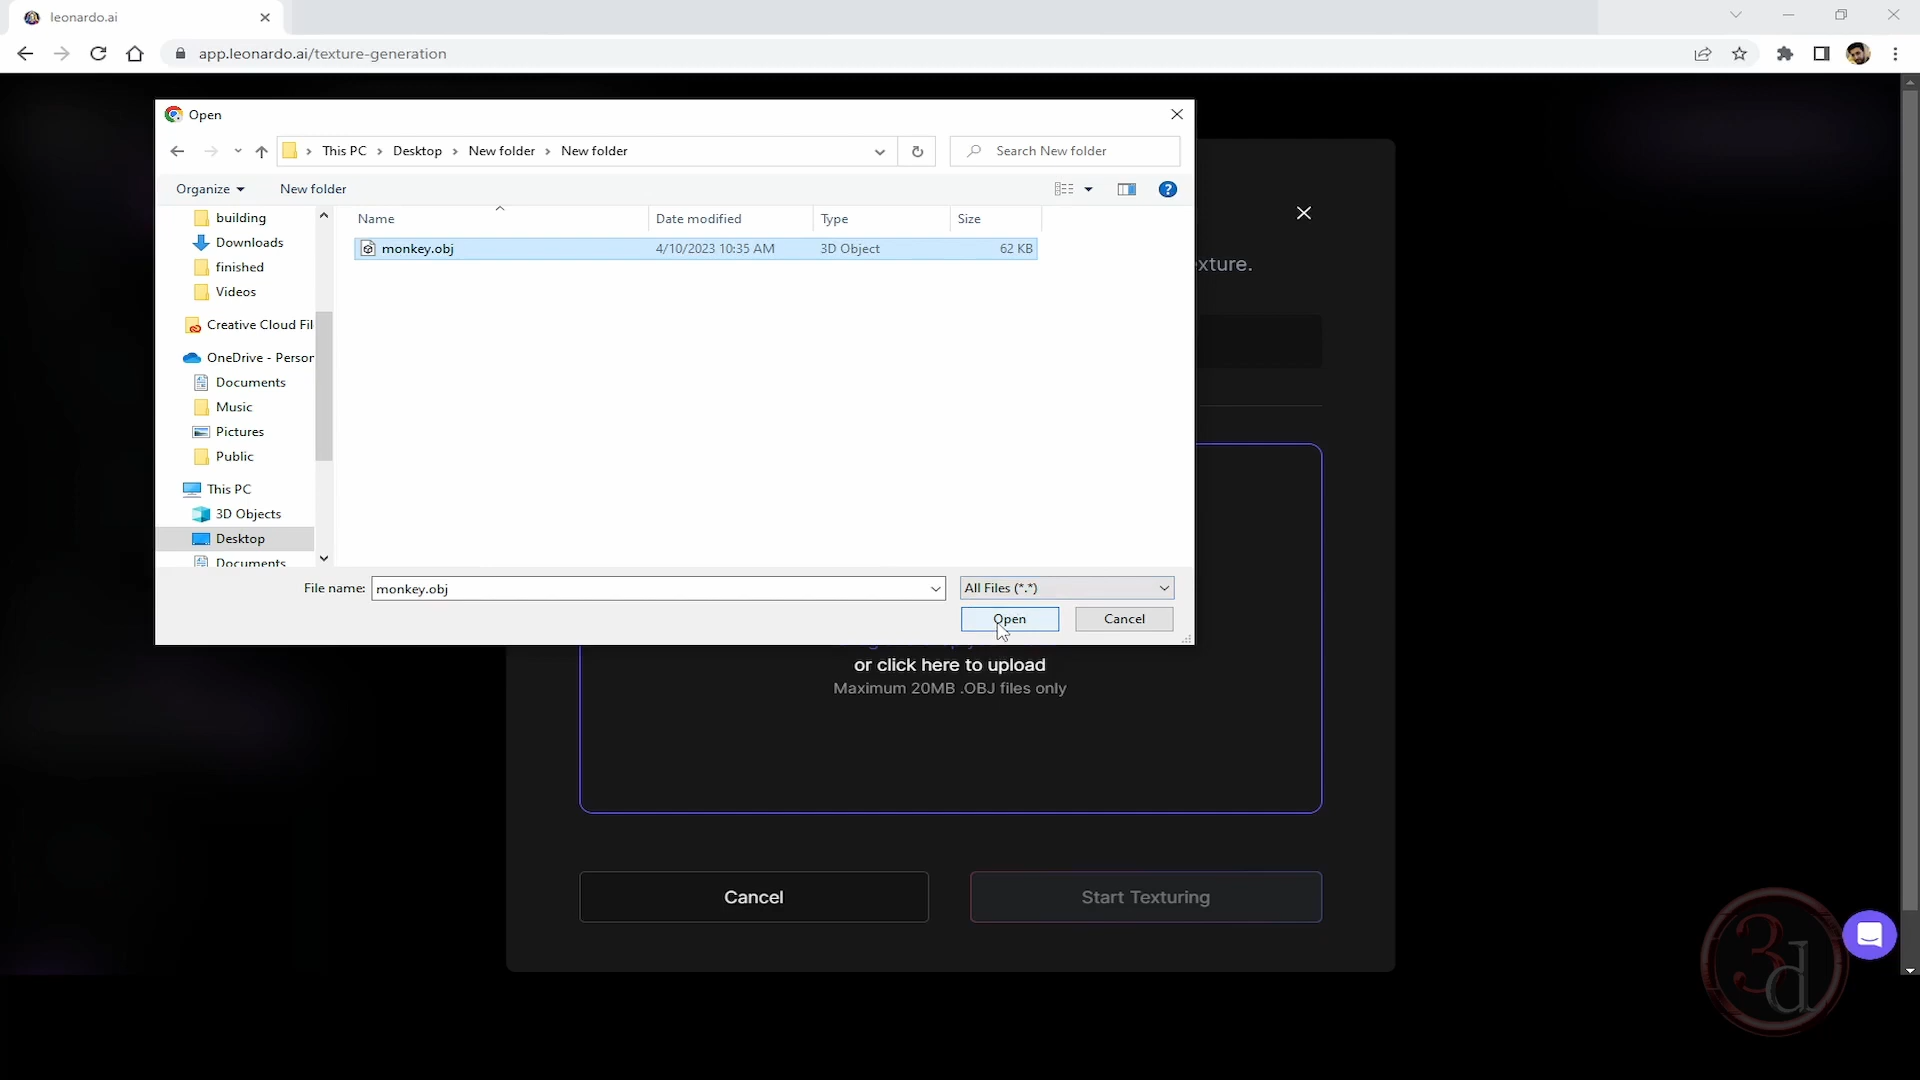 leonardo.ai
app.leonardo.ai/texture-generation
Open
This PC > Desktop > New folder > New folder
Search New folder
Organize
New folder
Name
Date modified
Type
Size
monkey.obj
4/10/2023 10:35 AM
3D Object
62 KB
building
Downloads
finished
Videos
Creative Cloud Fil
OneDrive - Person
Documents
Music
Pictures
Public
This PC
3D Objects
Desktop
Documents
xture.
File name:
monkey.obj
All Files (*.*)
Open
Cancel
or click here to upload
Maximum 20MB .OBJ files only
Cancel
Start Texturing
3d